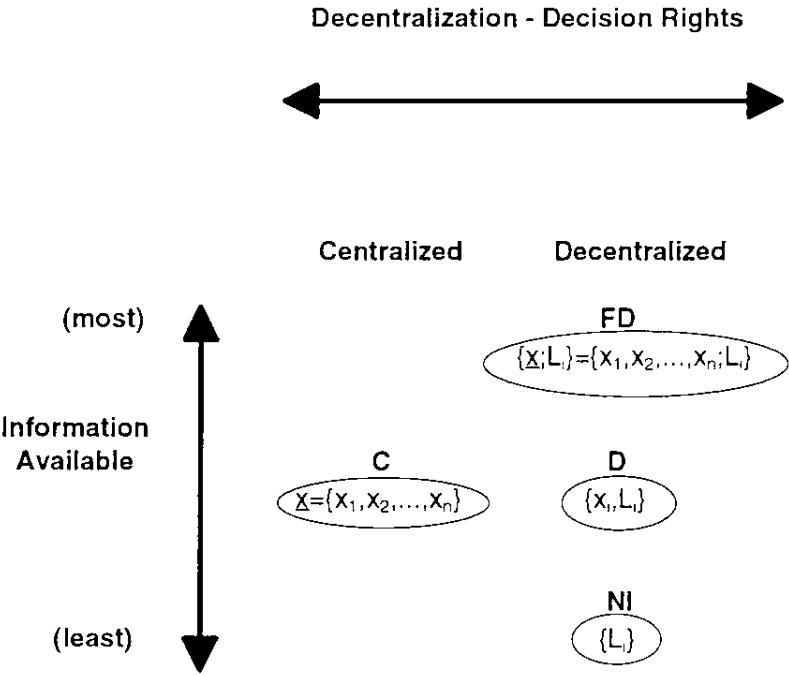 Decentralization - Decision Rights
Centralized Decentralized
(most) FD
{x̲;Lᵢ}={x₁,x₂,...,xₙ;Lᵢ}
Information
Available
C D
x̲={x₁,x₂,...,xₙ} {xᵢ,Lᵢ}
NI
(least) {Lᵢ}